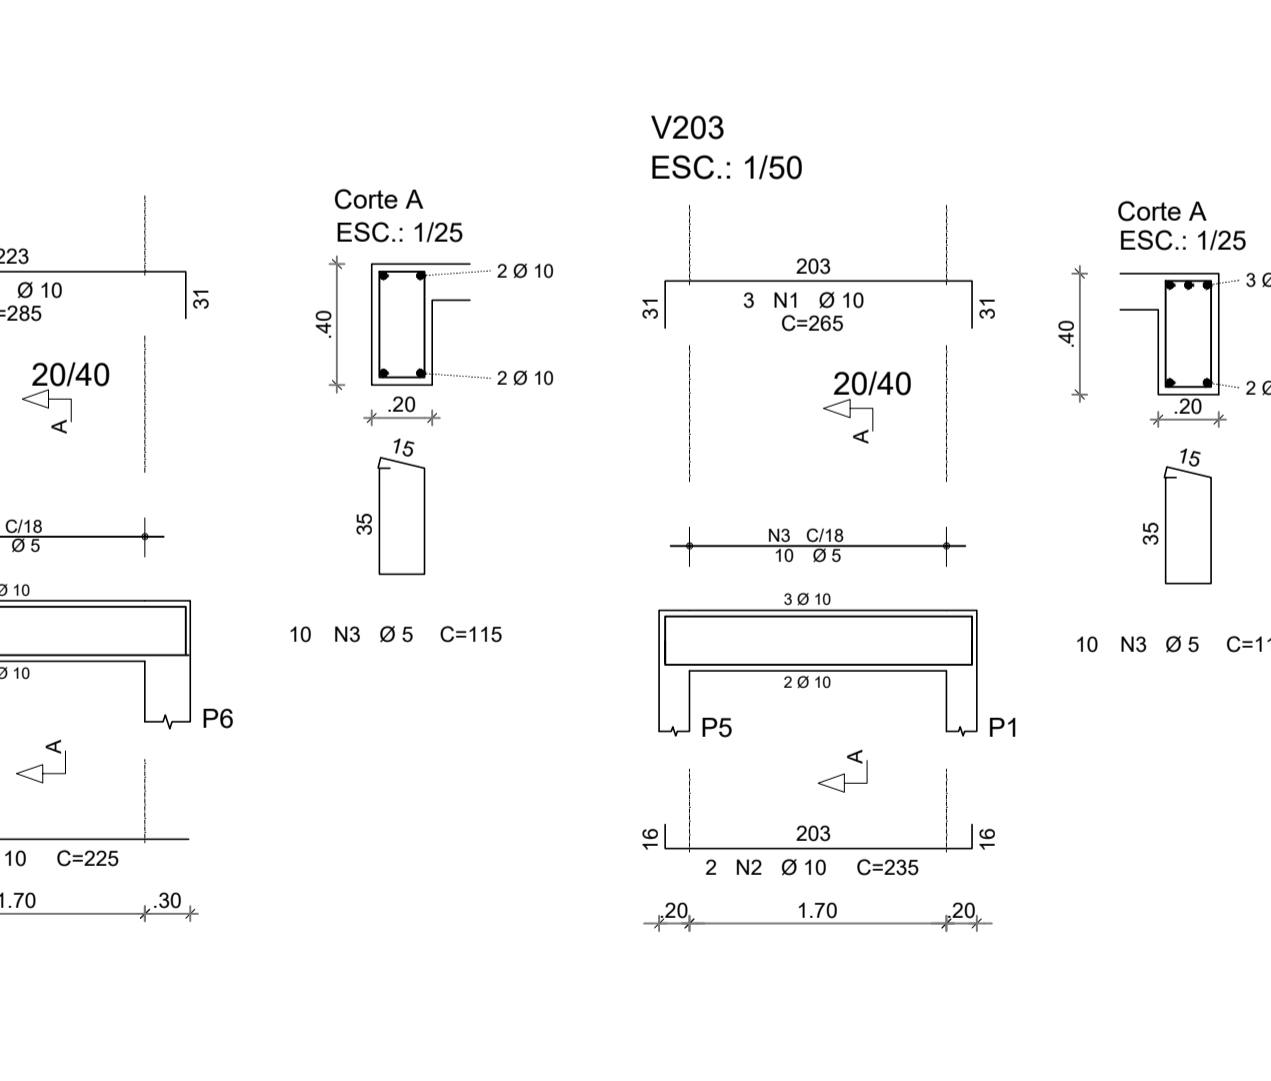 223
Ø 10
=285
31
20/40
A
C/18
Ø 5
Ø 10
Ø 10
P6
A
10 C=225
1.70 .30
Corte A
ESC.: 1/25
2 Ø 10
.40
2 Ø 10
.20
15
35
10 N3 Ø 5 C=115
V203
ESC.: 1/50
203
31 3 N1 Ø 10 31
C=265
20/40
A
N3 C/18
10 Ø 5
3 Ø 10
2 Ø 10
P5 P1
A
16 203 16
2 N2 Ø 10 C=235
.20 1.70 .20
Corte A
ESC.: 1/25
3 Ø
.40
2 Ø
.20
15
35
10 N3 Ø 5 C=11